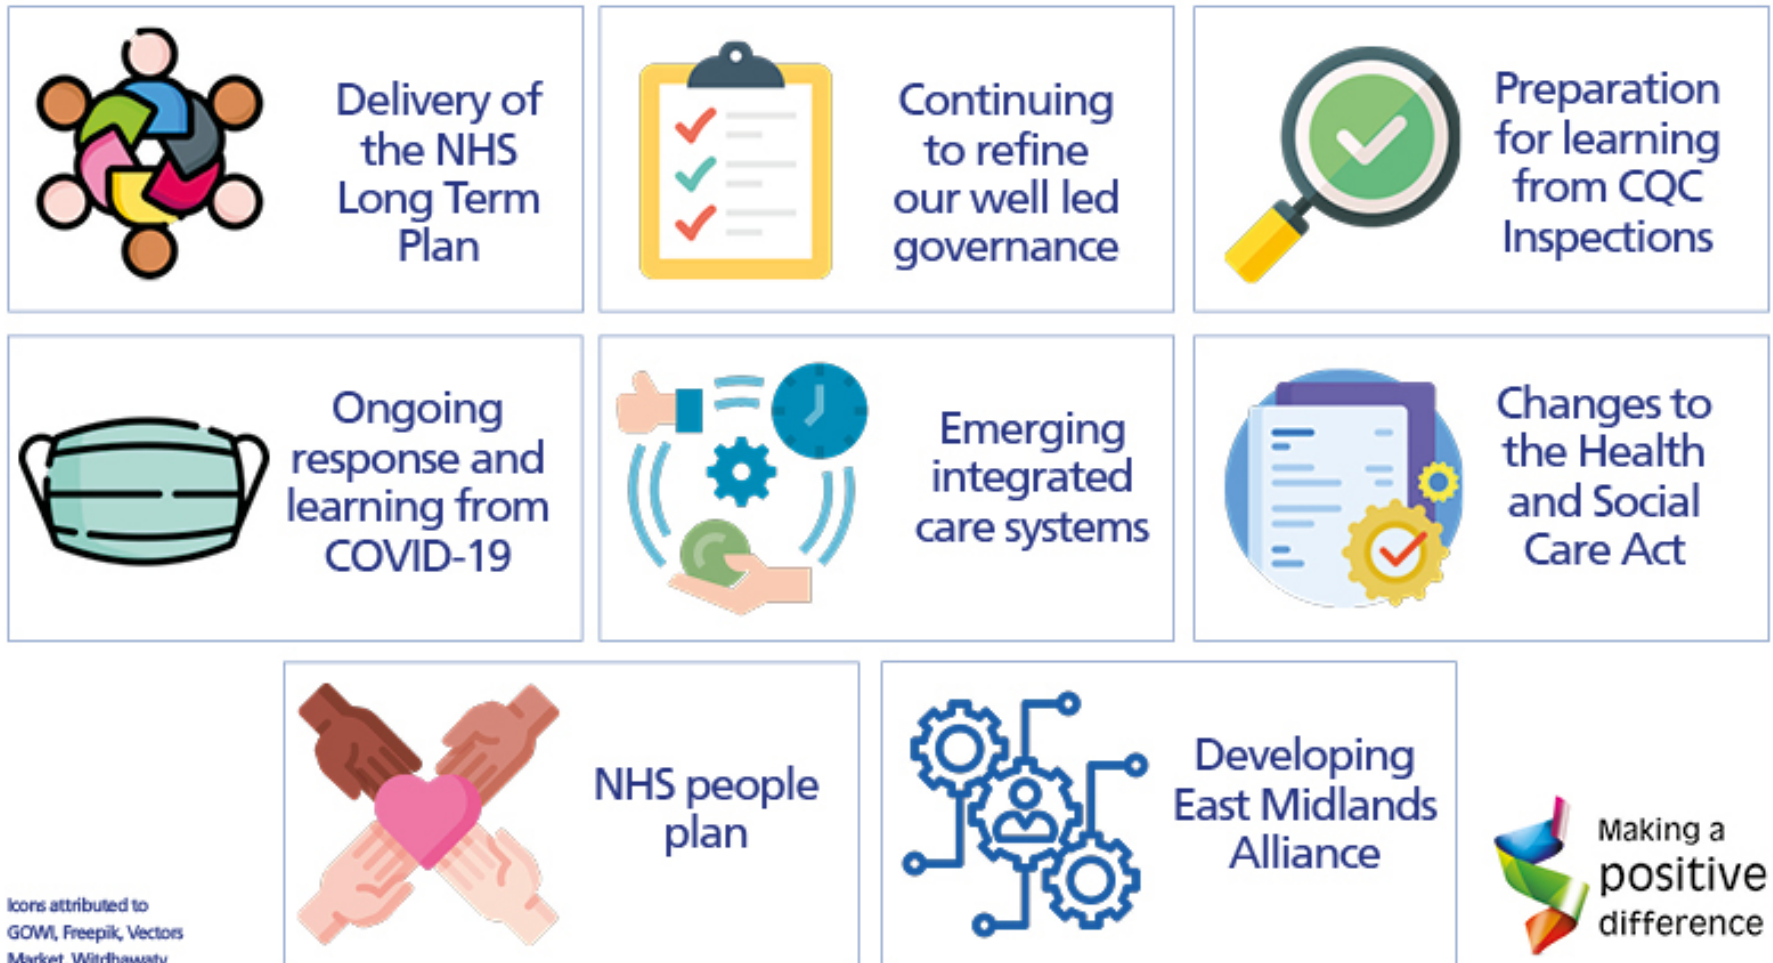 Delivery of
the NHS
Long Term
Plan
Continuing
to refine
our well led
governance
Preparation
for learning
from CQC
Inspections
Ongoing
response and
learning from
COVID-19
Emerging
integrated
care systems
Changes to
the Health
and Social
Care Act
NHS people
plan
Developing
East Midlands
Alliance
Making a
positive
difference
Icons attributed to
GOWI, Freepik, Vectors
Market,